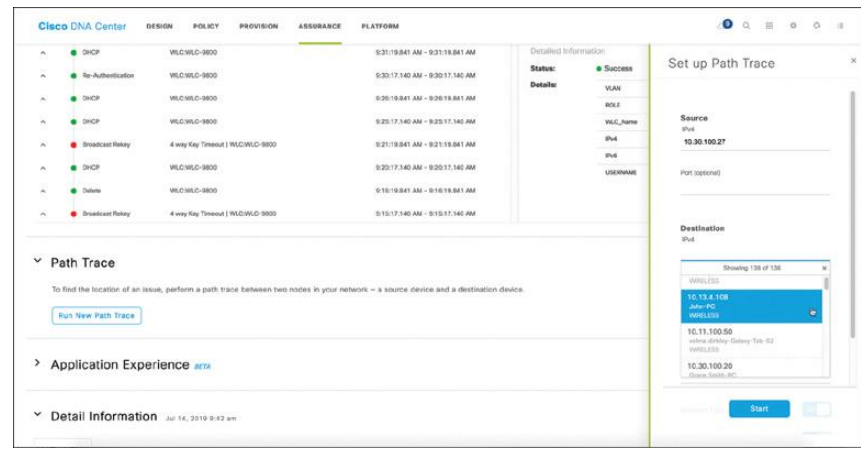 Cisco DNA Center DESIGN POLICY PROVISION ASSURANCE PLATFORM 9
DHCP WLC:WLC-9800 9:31:19.841 AM - 9:31:19.841 AM
Re-Authentication WLC:WLC-9800 9:30:17.140 AM - 9:30:17.140 AM
DHCP WLC:WLC-9800 9:26:19.841 AM - 9:26:19.841 AM
DHCP WLC:WLC-9800 9:25:17.140 AM - 9:25:17.140 AM
Broadcast Rekey 4 way Key Timeout | WLC:WLC-9800 9:21:19.841 AM - 9:21:19.841 AM
DHCP WLC:WLC-9800 9:20:17.140 AM - 9:20:17.140 AM
Delete WLC:WLC-9800 9:16:19.841 AM - 9:16:19.841 AM
Broadcast Rekey 4 way Key Timeout | WLC:WLC-9800 9:15:17.140 AM - 9:15:17.140 AM
Detailed Information
Status: Success
Details: VLAN
ROLE
WLC_Name
IPv4
IPv6
USERNAME
Path Trace
To find the location of an issue, perform a path trace between two nodes in your network – a source device and a destination device.
Run New Path Trace
Application Experience BETA
Detail Information Jul 14, 2019 9:42 am
Set up Path Trace
Source
IPv4
10.30.100.27
Port (optional)
Destination
IPv4
Showing 138 of 138
WIRELESS
10.13.4.108
John-PC
WIRELESS
10.11.100.50
velma.dinkley-Galaxy-Tab-S2
WIRELESS
10.30.100.20
Grace.Smith-PC
Start